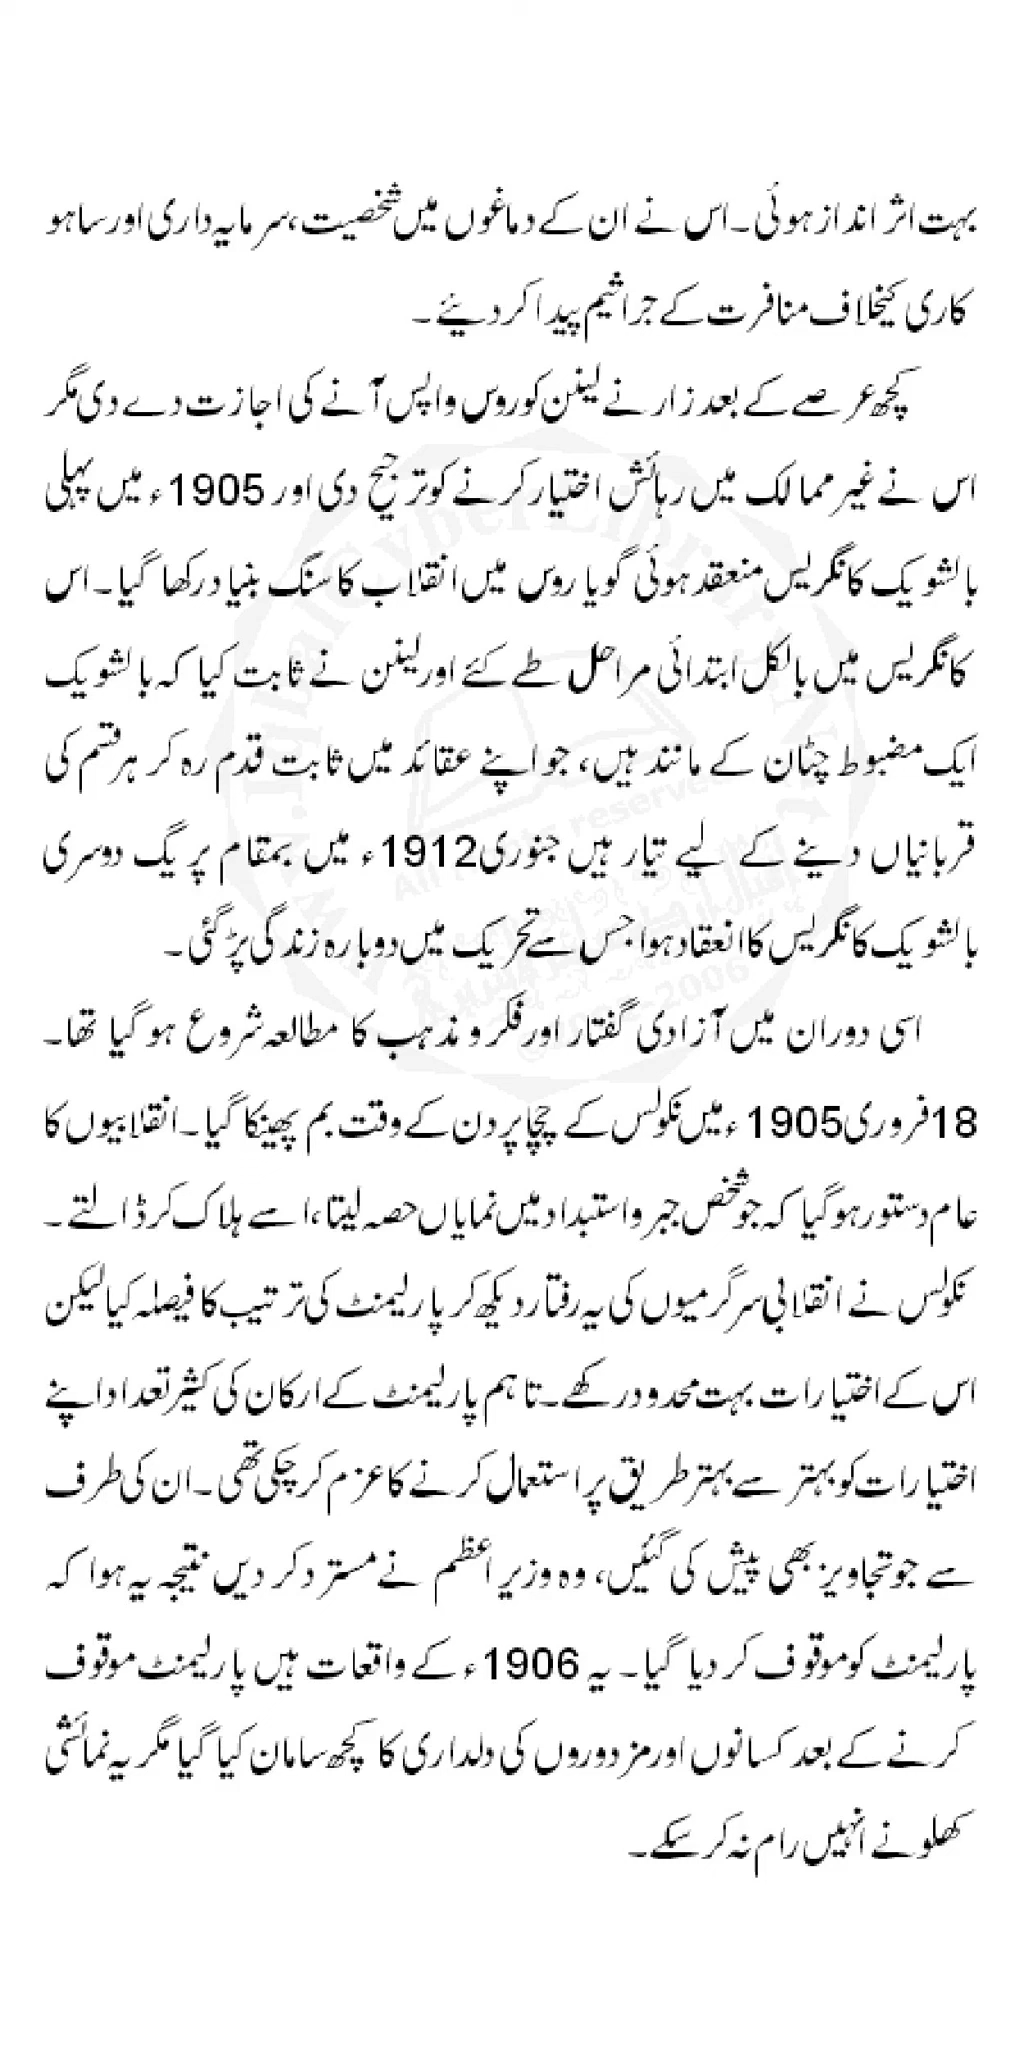 بہت اثر انداز ہوئی۔ اس نے ان کے دماغوں میں شخصیت، سرمایہ داری اور ساہو
کاری کیخلاف منافرت کے جراثیم پیدا کر دیئے۔
کچھ عرصے کے بعد زار نے لینن کو روس واپس آنے کی اجازت دے دی مگر
اس نے غیر ممالک میں رہائش اختیار کرنے کو ترجیح دی اور 1905ء میں پہلی
بالشویک کانگریس منعقد ہوئی گویا روس میں انقلاب کا سنگ بنیاد رکھا گیا۔ اس
کانگریس میں بالکل ابتدائی مراحل طے کئے اور لینن نے ثابت کیا کہ بالشویک
ایک مضبوط چٹان کے مانند ہیں، جو اپنے عقائد میں ثابت قدم رہ کر ہر قسم کی
قربانیاں دینے کے لیے تیار ہیں جنوری 1912ء میں بمقام پریگ دوسری
بالشویک کانگریس کا انعقاد ہوا جس سے تحریک میں دوبارہ زندگی پڑ گئی۔
اسی دوران میں آزادی گفتار اور فکر و مذہب کا مطالعہ شروع ہو گیا تھا۔
18 فروری 1905ء میں نکولس کے چچا پر دن کے وقت بم پھینکا گیا۔ انقلابیوں کا
عام دستور ہو گیا کہ جو شخص جبر و استبداد میں نمایاں حصہ لیتا، اسے ہلاک کر ڈالتے۔
نکولس نے انقلابی سرگرمیوں کی یہ رفتار دیکھ کر پارلیمنٹ کی ترتیب کا فیصلہ کیا لیکن
اس کے اختیارات بہت محدود رکھے۔ تاہم پارلیمنٹ کے ارکان کی کثیر تعداد اپنے
اختیارات کو بہتر سے بہتر طریق پر استعمال کرنے کا عزم کر چکی تھی۔ ان کی طرف
سے جو تجاویز بھی پیش کی گئیں، وہ وزیر اعظم نے مسترد کر دیں نتیجہ یہ ہوا کہ
پارلیمنٹ کو موقوف کر دیا گیا۔ یہ 1906ء کے واقعات ہیں پارلیمنٹ موقوف
کرنے کے بعد کسانوں اور مزدوروں کی دلداری کا کچھ سامان کیا گیا مگر یہ نمائشی
کھلونے انہیں رام نہ کر سکے۔